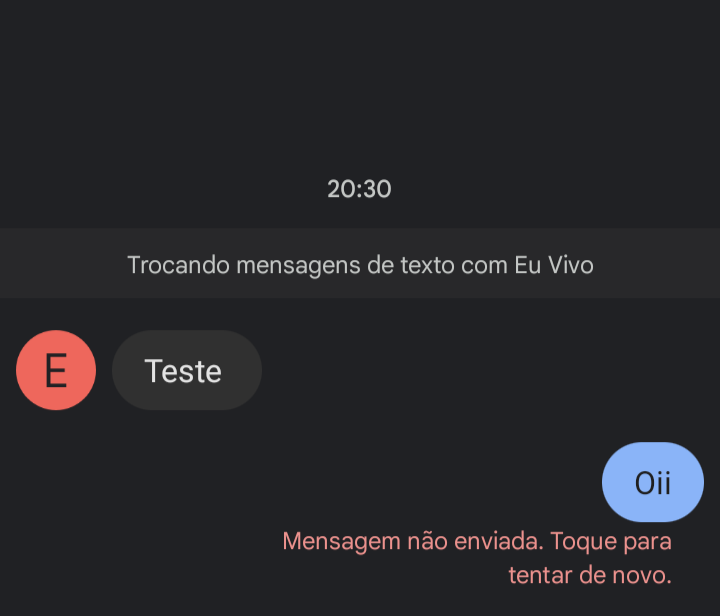 20:30
Trocando mensagens de texto com Eu Vivo
E
Teste
Oii
Mensagem não enviada. Toque para
tentar de novo.